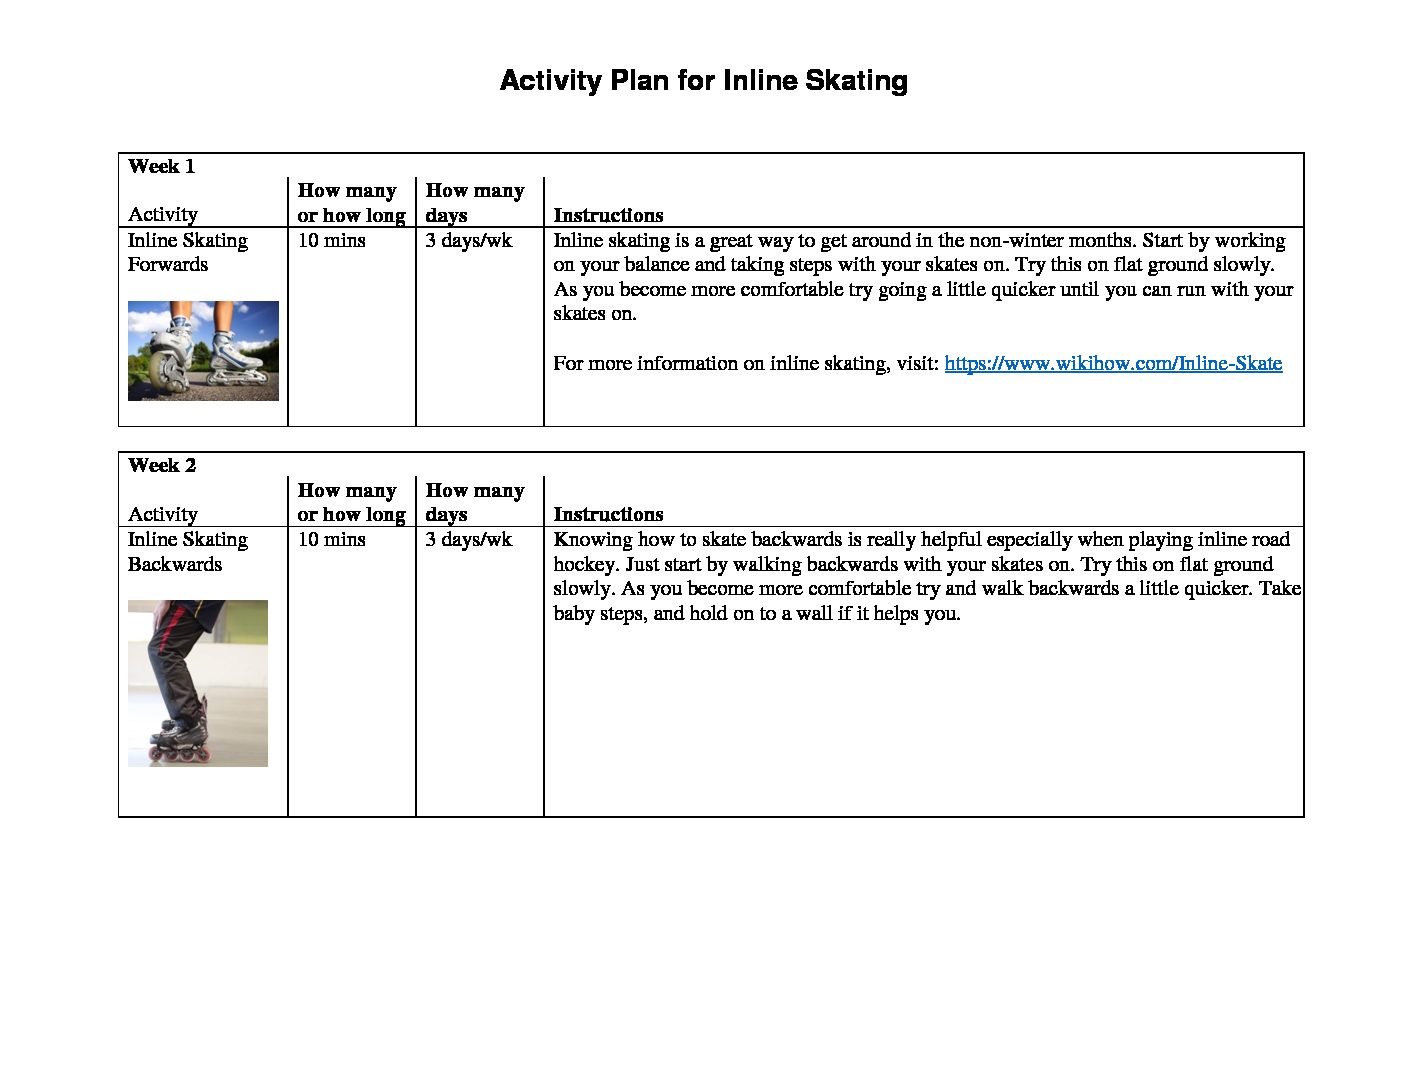 Activity Plan for Inline Skating
Week 1
Activity
How many
or how long
How many
days
Instructions
Inline Skating
Forwards
10 mins
3 days/wk
Inline skating is a great way to get around in the non-winter months. Start by working
on your balance and taking steps with your skates on. Try this on flat ground slowly.
As you become more comfortable try going a little quicker until you can run with your
skates on.
For more information on inline skating, visit: https://www.wikihow.com/Inline-Skate
Week 2
Activity
How many
or how long
How many
days
Instructions
Inline Skating
Backwards
10 mins
3 days/wk
Knowing how to skate backwards is really helpful especially when playing inline road
hockey. Just start by walking backwards with your skates on. Try this on flat ground
slowly. As you become more comfortable try and walk backwards a little quicker. Take
baby steps, and hold on to a wall if it helps you.